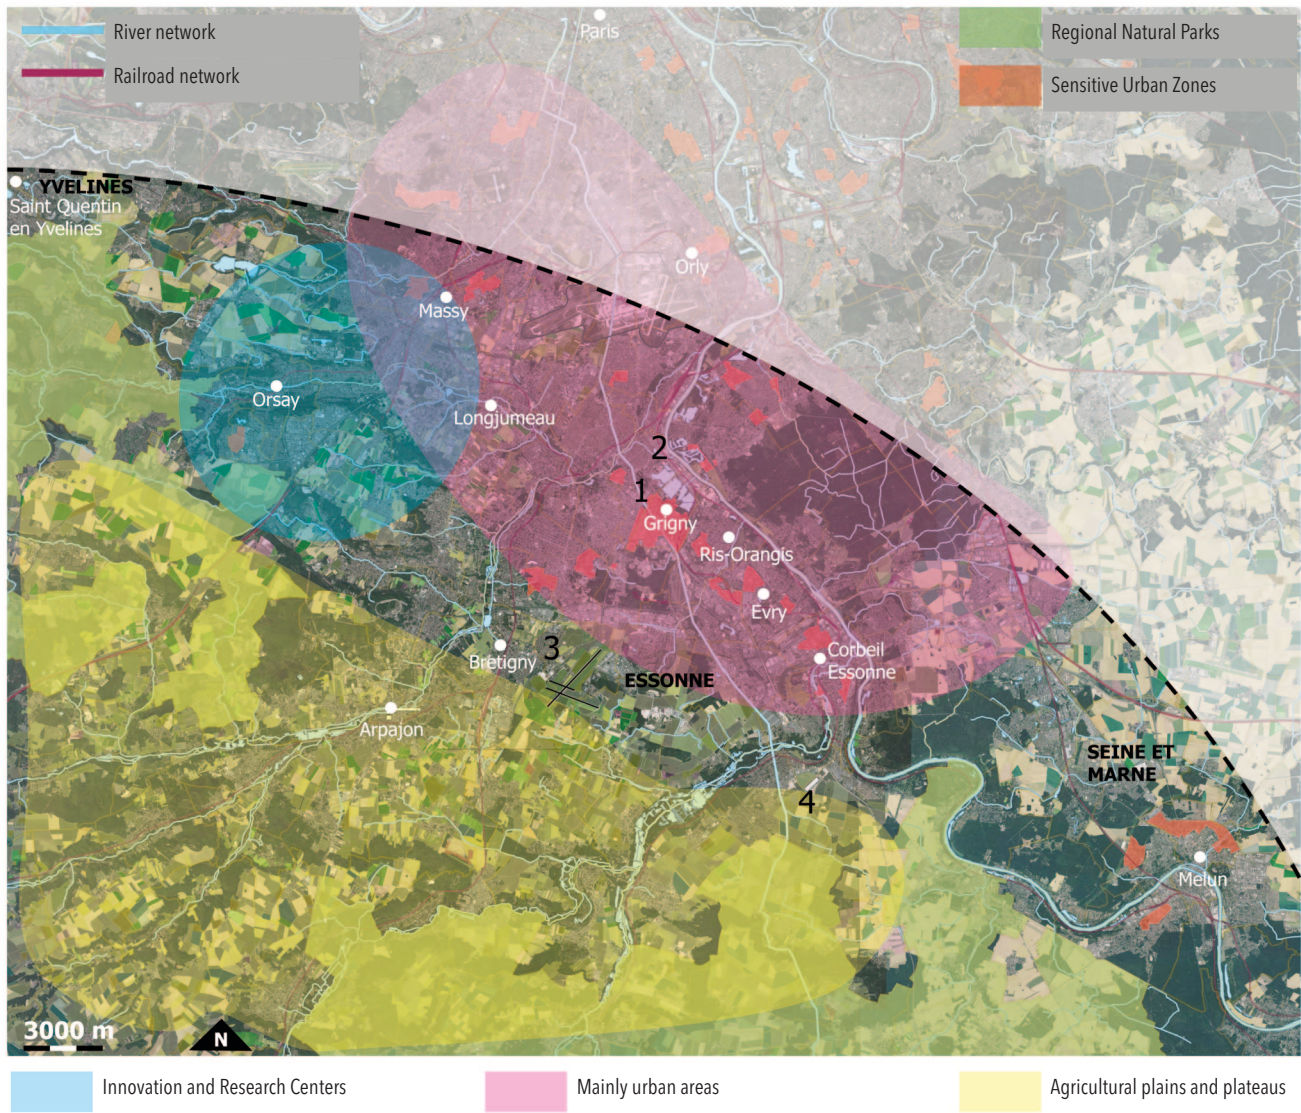 River network
Railroad network
Paris
Regional Natural Parks
Sensitive Urban Zones
YVELINES
Saint Quentin
en Yvelines
Orly
Massy
Orsay
Longjumeau
2
1
Grigny
Ris-Orangis
Evry
3
Bretigny
Corbeil
Essonne
ESSONNE
Arpajon
SEINE ET
MARNE
4
Melun
3000 m
N
Innovation and Research Centers
Mainly urban areas
Agricultural plains and plateaus